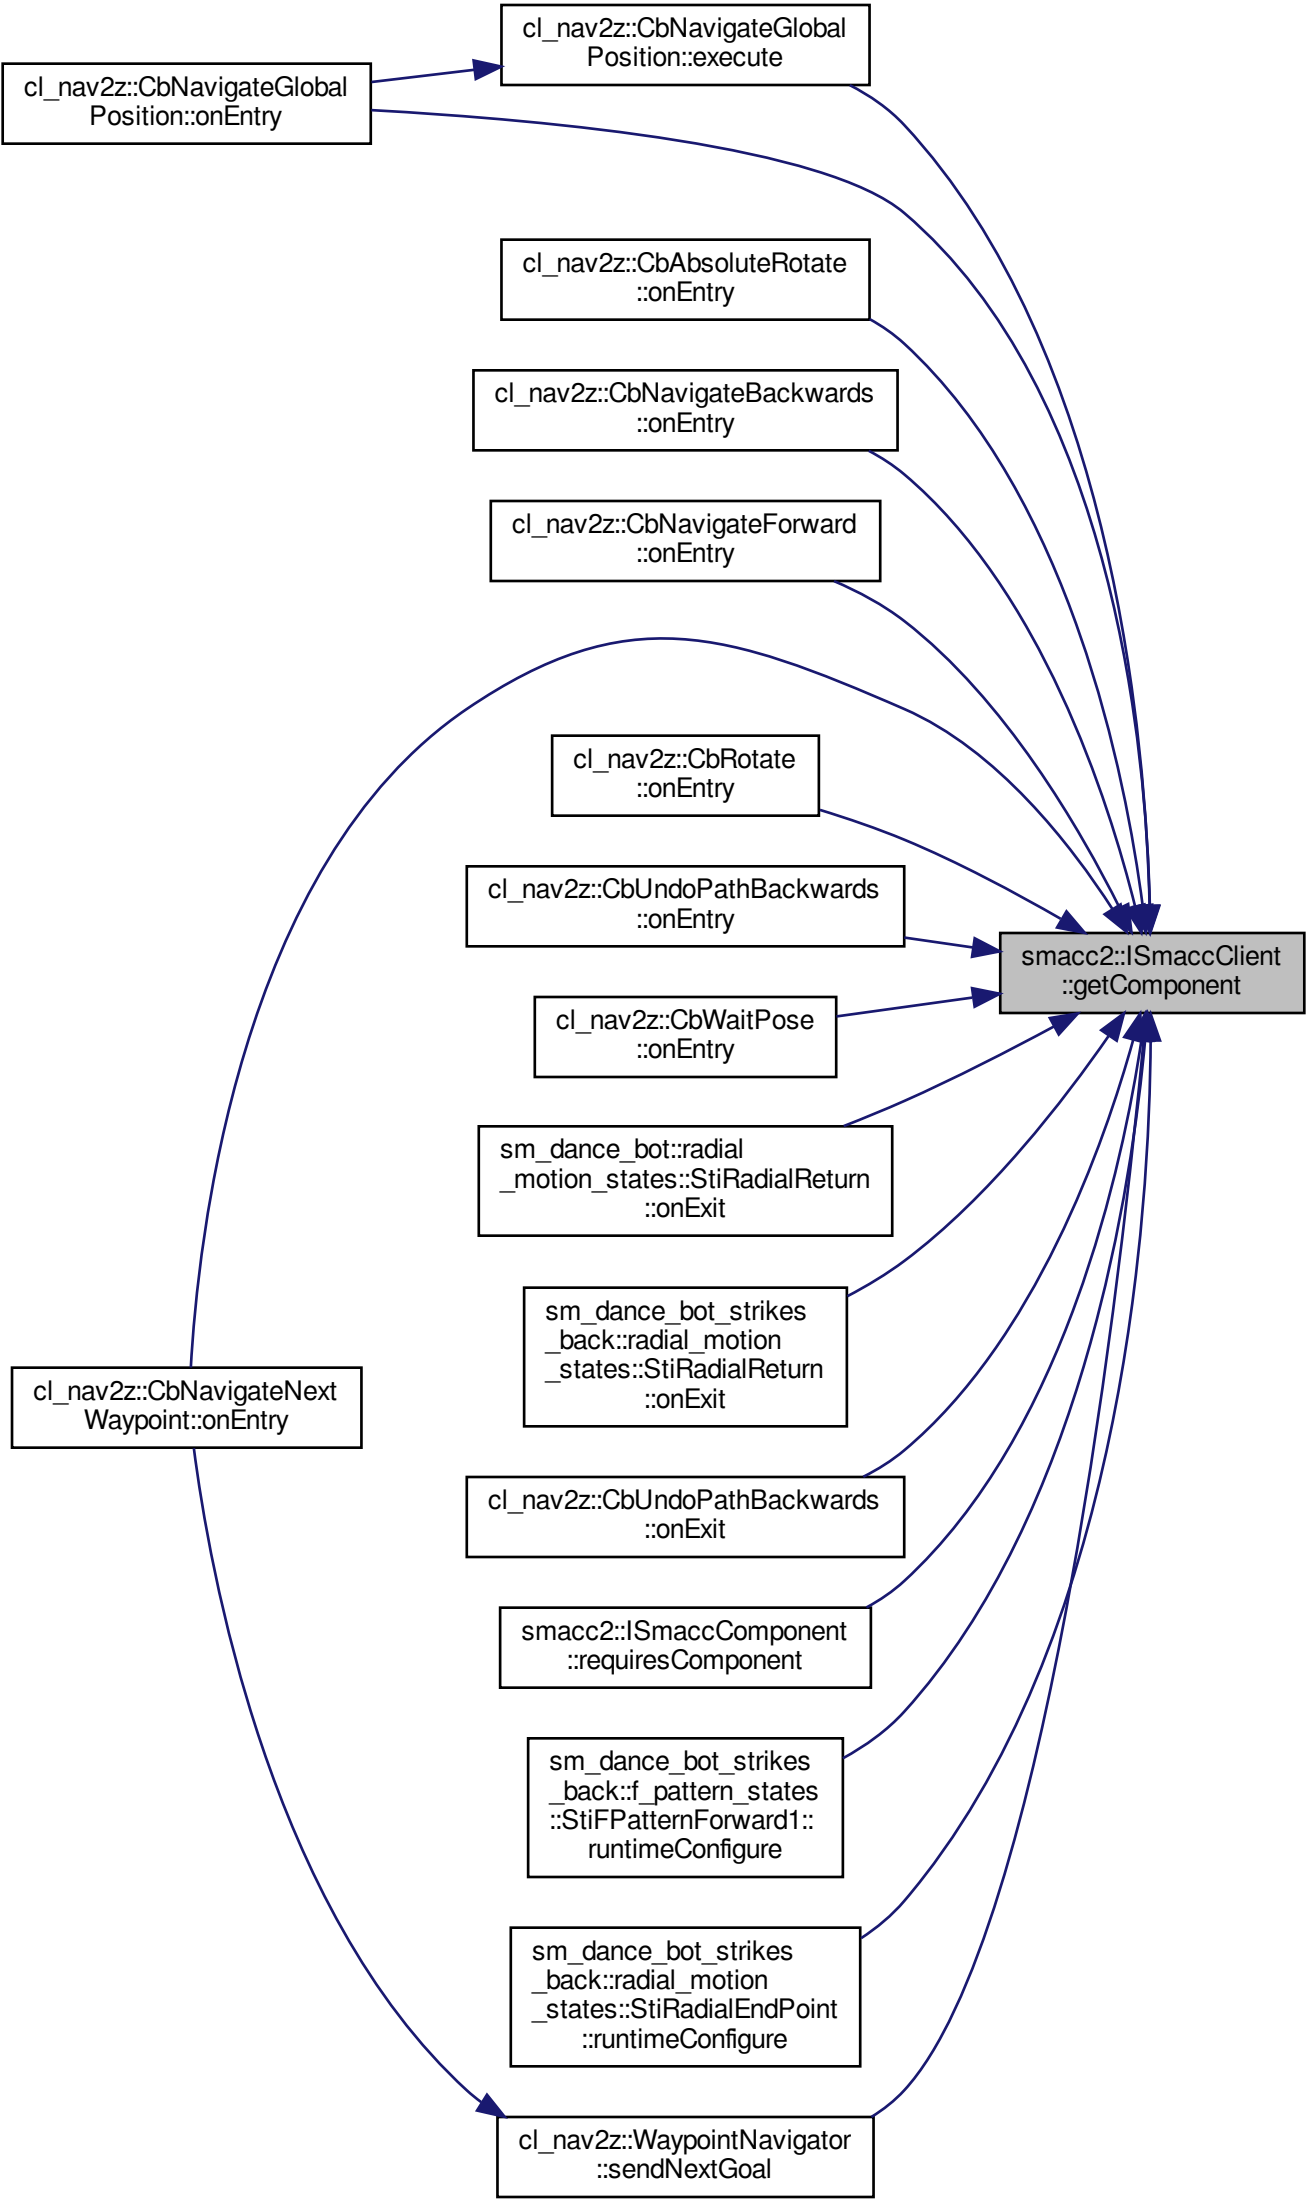 cl_nav2z::CbNavigateGlobal
Position::execute
cl_nav2z::CbNavigateGlobal
Position::onEntry
cl_nav2z::CbAbsoluteRotate
::onEntry
cl_nav2z::CbNavigateBackwards
::onEntry
cl_nav2z::CbNavigateForward
::onEntry
cl_nav2z::CbRotate
::onEntry
cl_nav2z::CbUndoPathBackwards
::onEntry
smacc2::ISmaccClient
::getComponent
cl_nav2z::CbWaitPose
::onEntry
sm_dance_bot::radial
_motion_states::StiRadialReturn
::onExit
sm_dance_bot_strikes
_back::radial_motion
_states::StiRadialReturn
::onExit
cl_nav2z::CbNavigateNext
Waypoint::onEntry
cl_nav2z::CbUndoPathBackwards
::onExit
smacc2::ISmaccComponent
::requiresComponent
sm_dance_bot_strikes
_back::f_pattern_states
::StiFPatternForward1::
runtimeConfigure
sm_dance_bot_strikes
_back::radial_motion
_states::StiRadialEndPoint
::runtimeConfigure
cl_nav2z::WaypointNavigator
::sendNextGoal